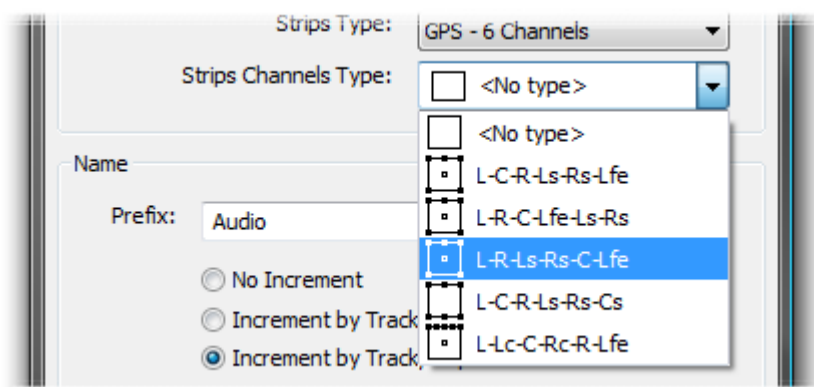 Strips Type: GPS - 6 Channels
Strips Channels Type: <No type>
<No type>
L-C-R-Ls-Rs-Lfe
Name
L-R-C-Lfe-Ls-Rs
Prefix: Audio
L-R-Ls-Rs-C-Lfe
No Increment
L-C-R-Ls-Rs-Cs
Increment by Track
L-Lc-C-Rc-R-Lfe
Increment by Track